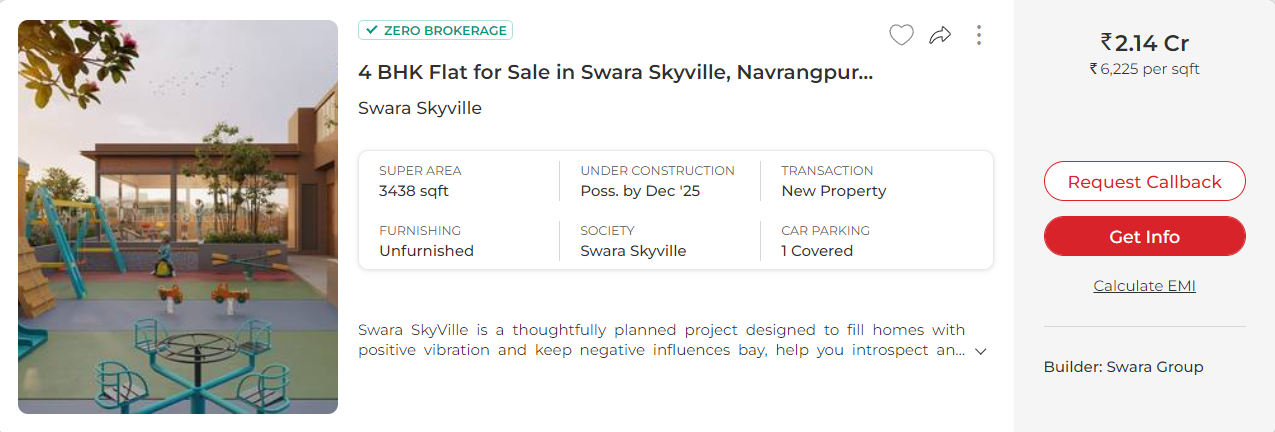 ZERO BROKERAGE
4 BHK Flat for Sale in Swara Skyville, Navrangpur...
Swara Skyville
SUPER AREA
3438 sqft
UNDER CONSTRUCTION
Poss. by Dec '25
TRANSACTION
New Property
FURNISHING
Unfurnished
SOCIETY
Swara Skyville
CAR PARKING
1 Covered
Swara SkyVille is a thoughtfully planned project designed to fill homes with
positive vibration and keep negative influences bay, help you introspect an...
₹2.14 Cr
₹6,225 per sqft
Request Callback
Get Info
Calculate EMI
Builder: Swara Group